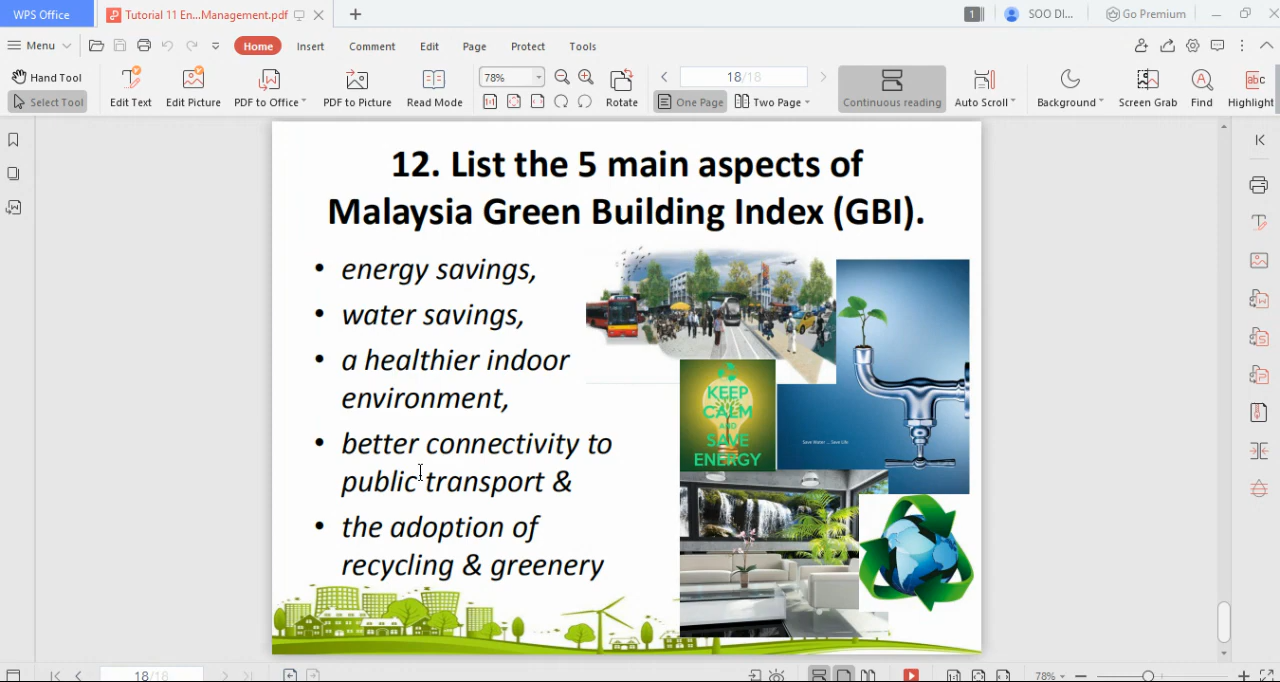 WPS Office
Tutorial 11 En...Management.pdf
1
SOO DI...
Go Premium
Menu
Home
Insert
Comment
Edit
Page
Protect
Tools
Hand Tool
Select Tool
Edit Text
Edit Picture
PDF to Office
PDF to Picture
Read Mode
78%
Rotate
18/18
One Page
Two Page
Continuous reading
Auto Scroll
Background
Screen Grab
Find
Highlight
12. List the 5 main aspects of
Malaysia Green Building Index (GBI).
• energy savings,
• water savings,
• a healthier indoor
environment,
• better connectivity to
public transport &
• the adoption of
recycling & greenery
KEEP
CALM
AND
SAVE
ENERGY
Save Water ... Save Life
18/18
78%